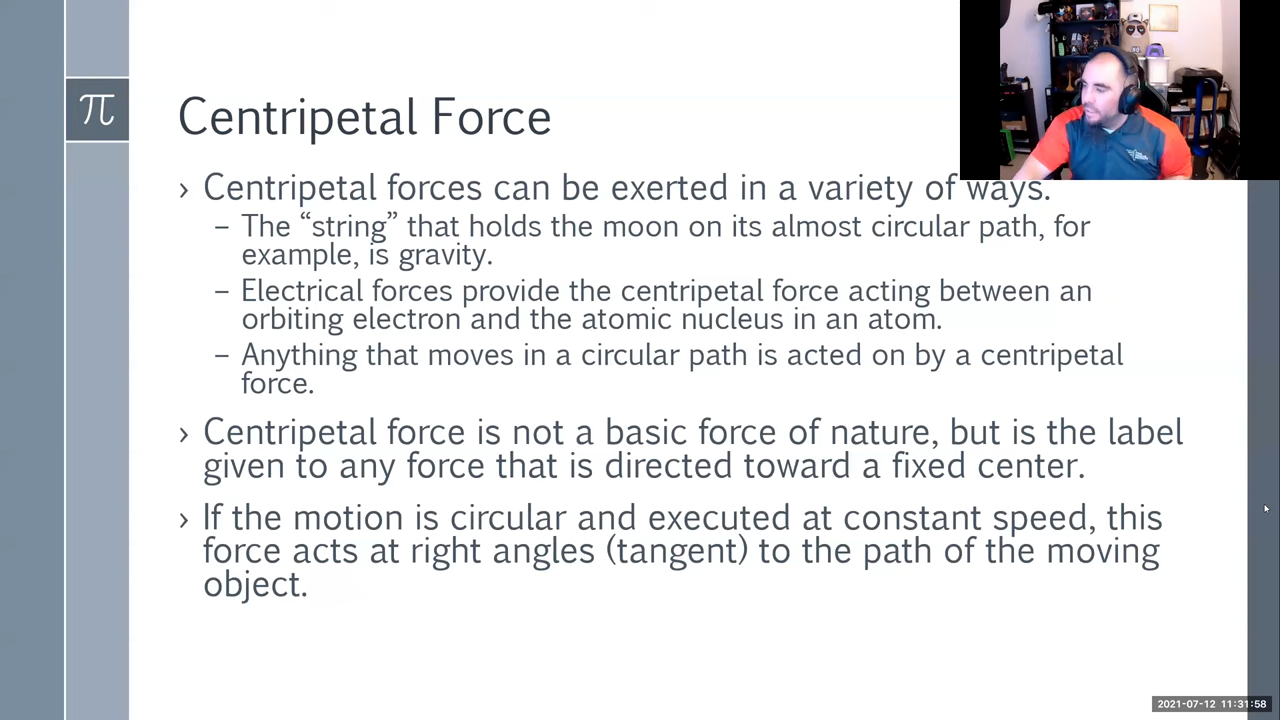 π
Centripetal Force
› Centripetal forces can be exerted in a variety of ways.
– The “string” that holds the moon on its almost circular path, for
example, is gravity.
– Electrical forces provide the centripetal force acting between an
orbiting electron and the atomic nucleus in an atom.
– Anything that moves in a circular path is acted on by a centripetal
force.
› Centripetal force is not a basic force of nature, but is the label
given to any force that is directed toward a fixed center.
› If the motion is circular and executed at constant speed, this
force acts at right angles (tangent) to the path of the moving
object.
2021-07-12 11:31:58